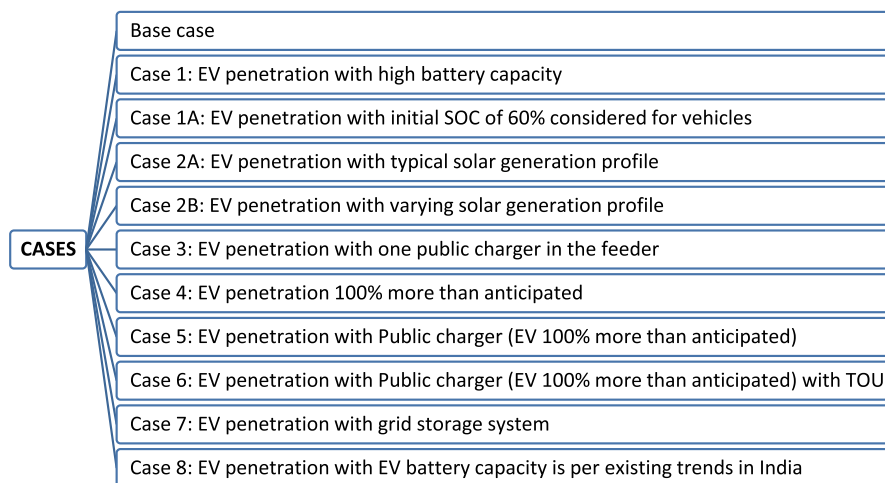 Base case
Case 1: EV penetration with high battery capacity
Case 1A: EV penetration with initial SOC of 60% considered for vehicles
Case 2A: EV penetration with typical solar generation profile
Case 2B: EV penetration with varying solar generation profile
CASES
Case 3: EV penetration with one public charger in the feeder
Case 4: EV penetration 100% more than anticipated
Case 5: EV penetration with Public charger (EV 100% more than anticipated)
Case 6: EV penetration with Public charger (EV 100% more than anticipated) with TOU
Case 7: EV penetration with grid storage system
Case 8: EV penetration with EV battery capacity is per existing trends in India